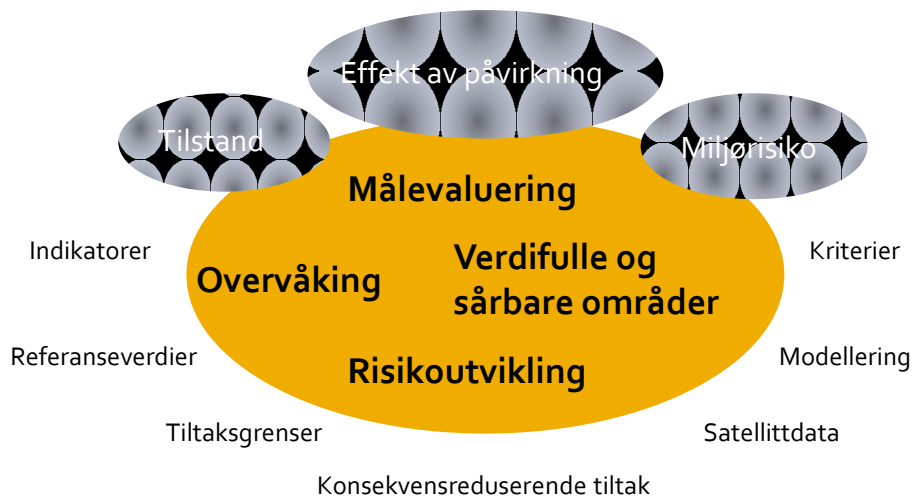 Effekt av påvirkning
Tilstand
Miljørisiko
Målevaluering
Indikatorer
Kriterier
Overvåking
Verdifulle og
sårbare områder
Referanseverdier
Modellering
Risikoutvikling
Tiltaksgrenser
Satellittdata
Konsekvensreduserende tiltak